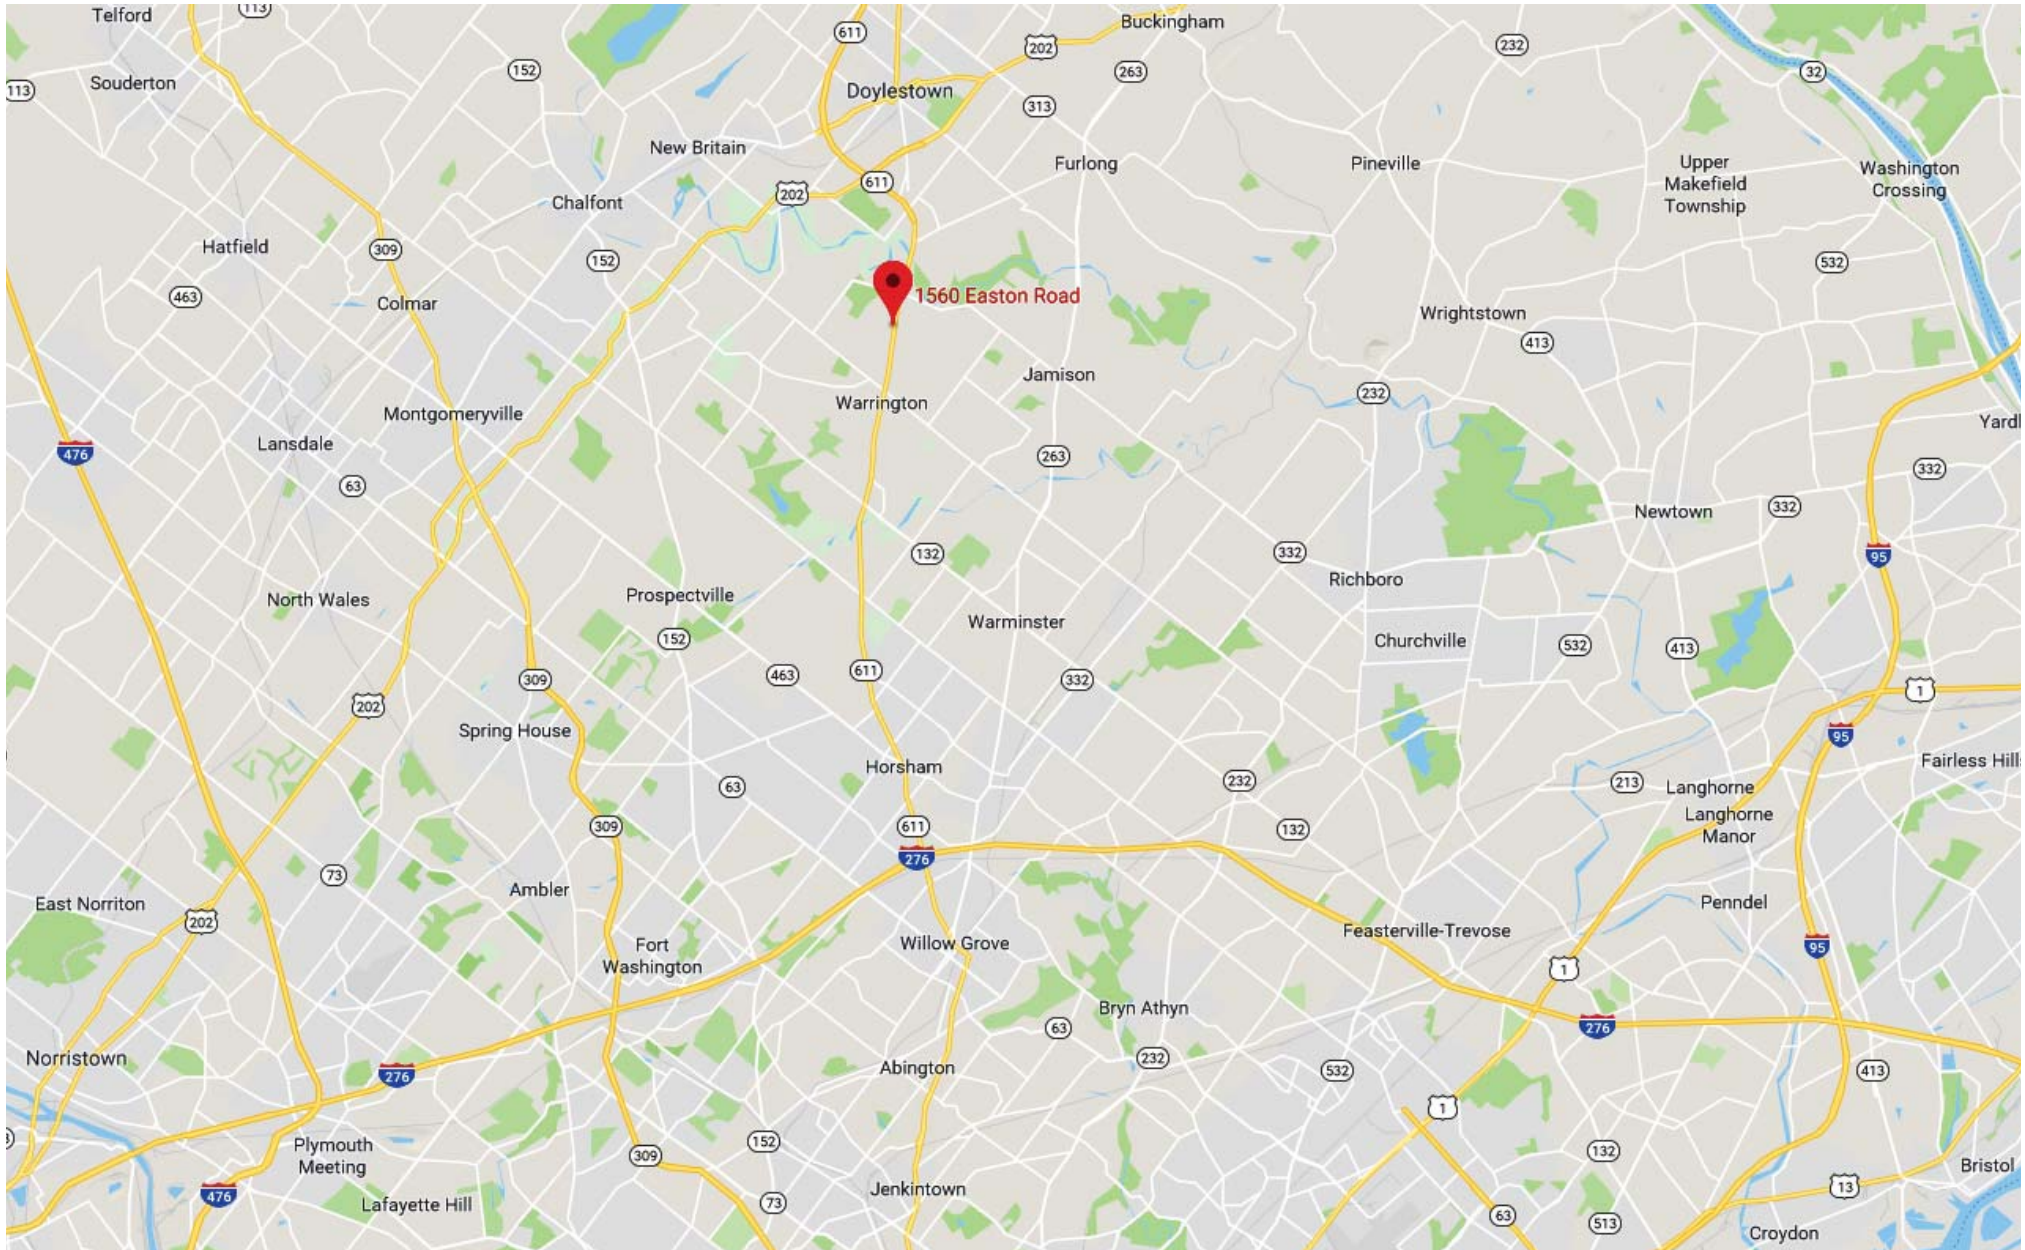 Telford
113
611
Buckingham
202
232
152
263
32
Souderton
113
Doylestown
313
New Britain
Furlong
Pineville
Upper
Makefield
Township
Washington
Crossing
611
202
Chalfont
Hatfield
309
152
532
463
Colmar
1560 Easton Road
Wrightstown
413
Jamison
232
Warrington
Montgomeryville
Yardl
Lansdale
476
263
332
63
332
Newtown
132
332
95
Richboro
North Wales
Prospectville
Warminster
152
Churchville
532
413
463
611
332
309
1
202
Spring House
95
Horsham
Fairless Hill
63
232
213
Langhorne
309
611
132
Langhorne
Manor
276
73
Ambler
East Norriton
Penndel
202
Feasterville-Trevose
Fort
Washington
Willow Grove
95
1
Bryn Athyn
63
276
Norristown
276
Abington
232
532
413
1
Plymouth
Meeting
152
309
132
Bristol
476
Jenkintown
13
Lafayette Hill
73
63
513
Croydon